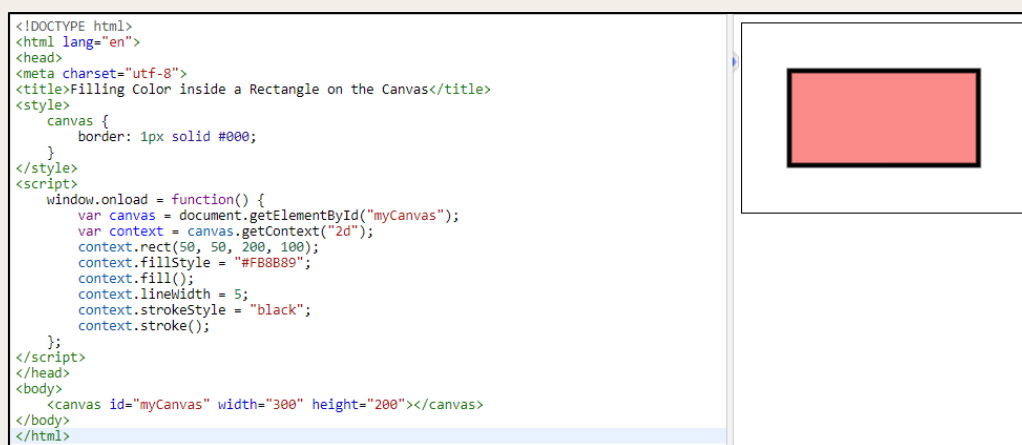 <!DOCTYPE html>
<html lang="en">
<head>
<meta charset="utf-8">
<title>Filling Color inside a Rectangle on the Canvas</title>
<style>
    canvas {
        border: 1px solid #000;
    }
</style>
<script>
    window.onload = function() {
        var canvas = document.getElementById("myCanvas");
        var context = canvas.getContext("2d");
        context.rect(50, 50, 200, 100);
        context.fillStyle = "#FB8B89";
        context.fill();
        context.lineWidth = 5;
        context.strokeStyle = "black";
        context.stroke();
    };
</script>
</head>
<body>
    <canvas id="myCanvas" width="300" height="200"></canvas>
</body>
</html>